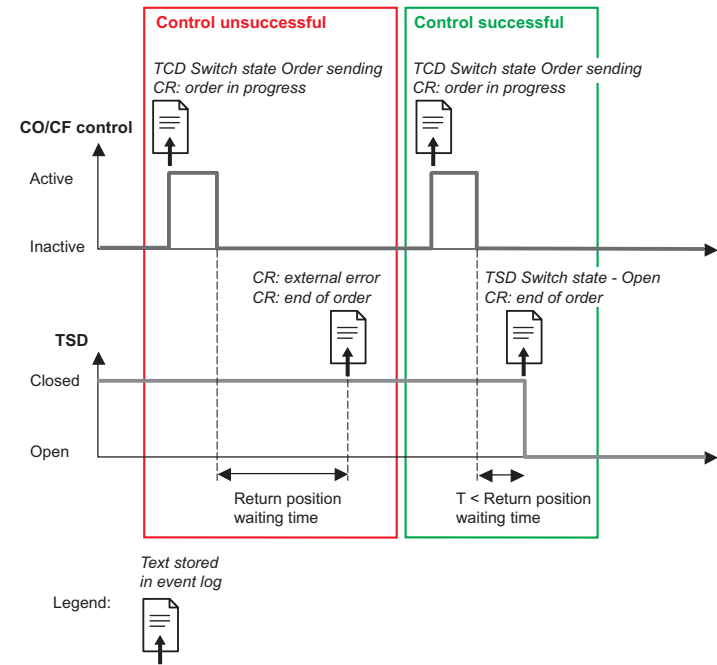 Control unsuccessful
Control successful
TCD Switch state Order sending
CR: order in progress
TCD Switch state Order sending
CR: order in progress
CO/CF control
Active
Inactive
CR: external error
CR: end of order
TSD Switch state - Open
CR: end of order
TSD
Closed
Open
Return position
waiting time
T < Return position
waiting time
Text stored
in event log
Legend: